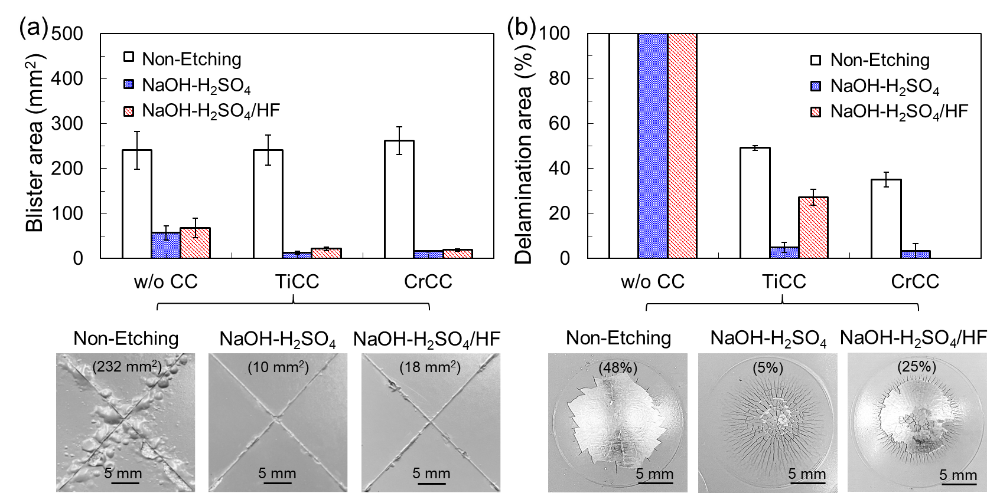 (a)
500
400
300
200
100
0
Blister area (mm²)
Non-Etching
NaOH-H₂SO₄
NaOH-H₂SO₄/HF
w/o CC TiCC CrCC
Non-Etching NaOH-H₂SO₄ NaOH-H₂SO₄/HF
(232 mm²) (10 mm²) (18 mm²)
5 mm 5 mm 5 mm
(b)
100
80
60
40
20
0
Delamination area (%)
Non-Etching
NaOH-H₂SO₄
NaOH-H₂SO₄/HF
w/o CC TiCC CrCC
Non-Etching NaOH-H₂SO₄ NaOH-H₂SO₄/HF
(48%) (5%) (25%)
5 mm 5 mm 5 mm